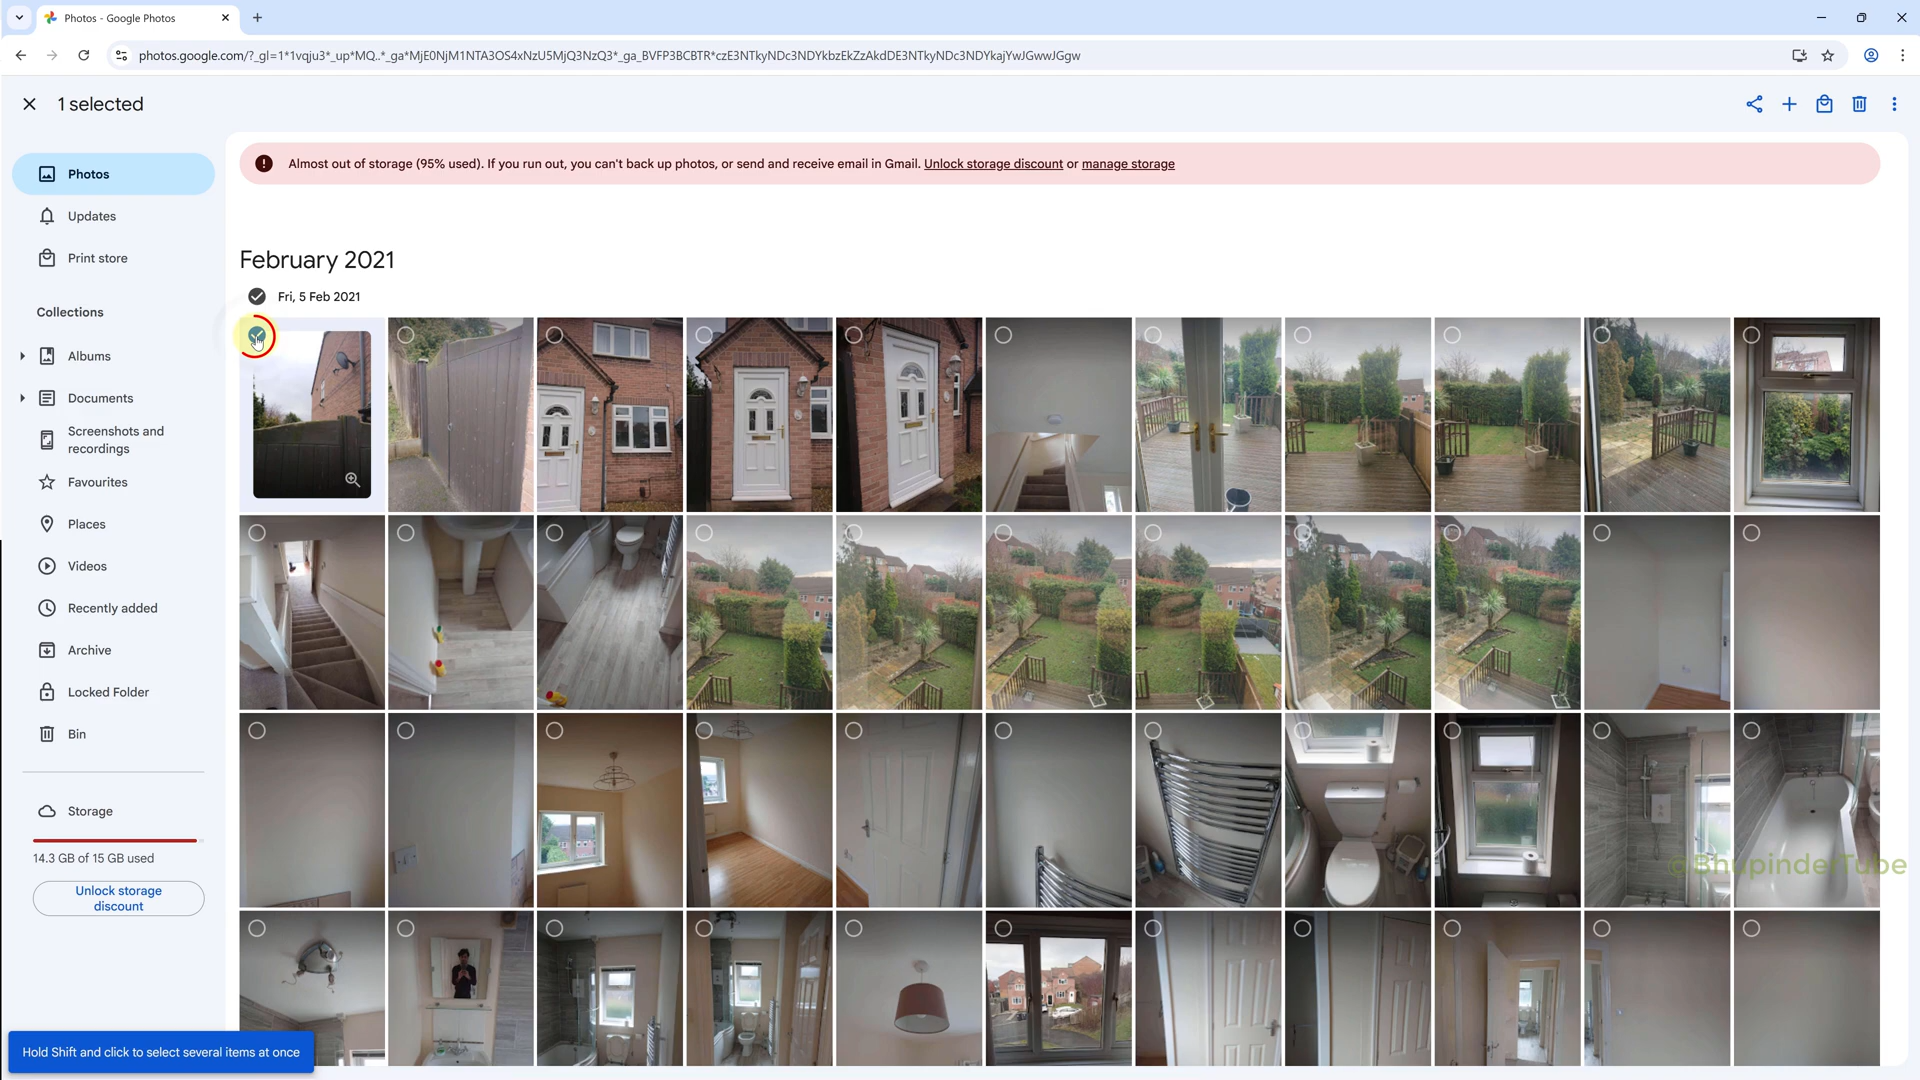 Photos - Google Photos
photos.google.com/?_gl=1*1vqju3*_up*MQ..*_ga*MjE0NjM1NTA3OS4xNzU5MjQ3NzQ3*_ga_BVFP3BCBTR*czE3NTkyNDc3NDYkbzEkZzAkdDE3NTkyNDc3NDYkajYwJGwwJGgw
1 selected
Almost out of storage (95% used). If you run out, you can't back up photos, or send and receive email in Gmail. Unlock storage discount or manage storage
Photos
Updates
Print store
Collections
Albums
Documents
Screenshots and
recordings
Favourites
Places
Videos
Recently added
Archive
Locked Folder
Bin
Storage
14.3 GB of 15 GB used
Unlock storage
discount
February 2021
Fri, 5 Feb 2021
@BhupinderTube
Hold Shift and click to select several items at once